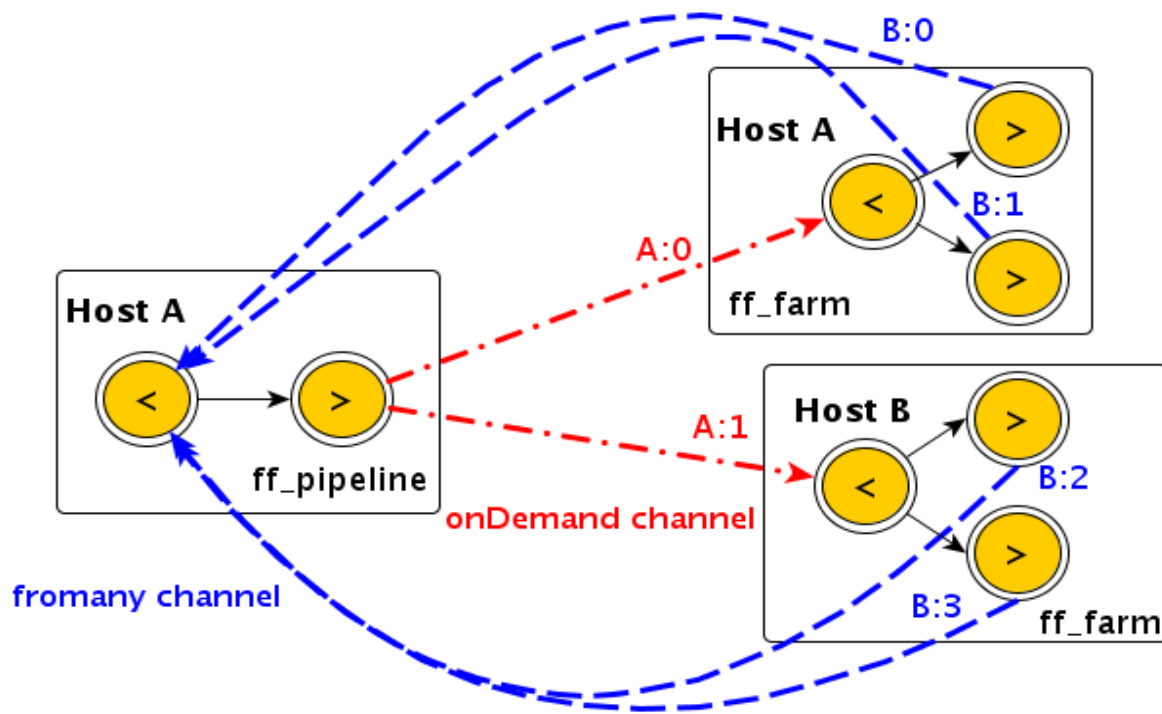 B:0
Host A
>
<
B:1
A:0
>
ff_farm
Host A
<
>
ff_pipeline
A:1
Host B
>
<
B:2
onDemand channel
>
fromany channel
B:3
ff_farm